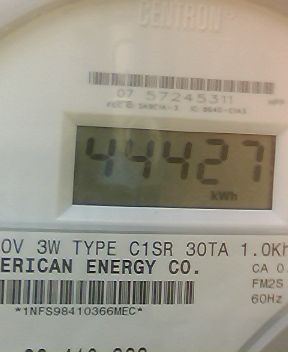 CENTRON
07 57245311
44427
kWh
0V 3W TYPE C1SR 30TA 1.0Kh
ERICAN ENERGY CO.
CA 0.
FM2S
60Hz
*1NFS98410366MEC*